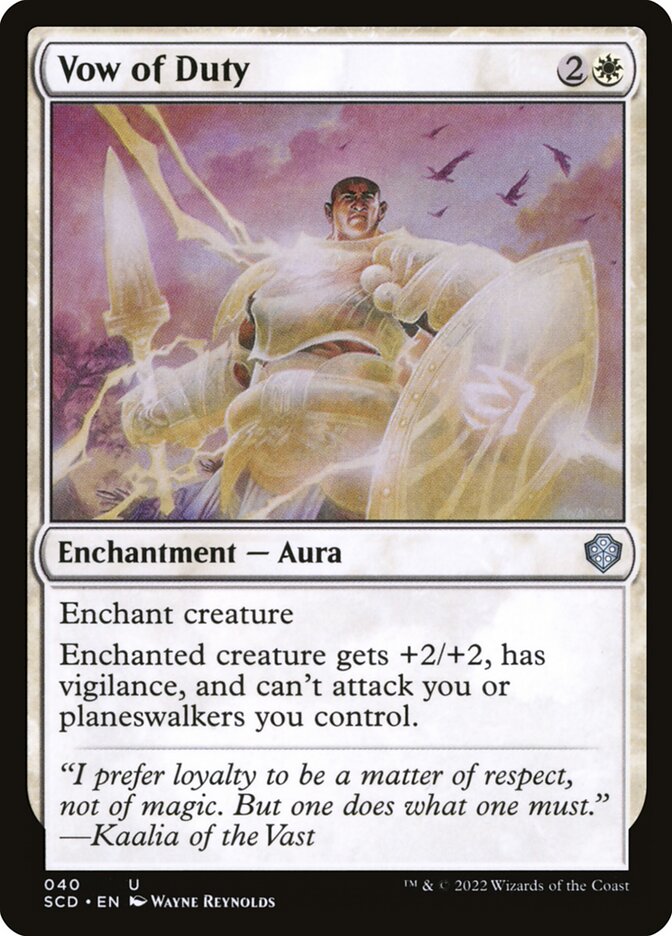 Vow of Duty
2
Enchantment — Aura
Enchant creature
Enchanted creature gets +2/+2, has
vigilance, and can't attack you or
planeswalkers you control.
“I prefer loyalty to be a matter of respect,
not of magic. But one does what one must.”
—Kaalia of the Vast
040 U
SCD • EN Wayne Reynolds
™ & © 2022 Wizards of the Coast